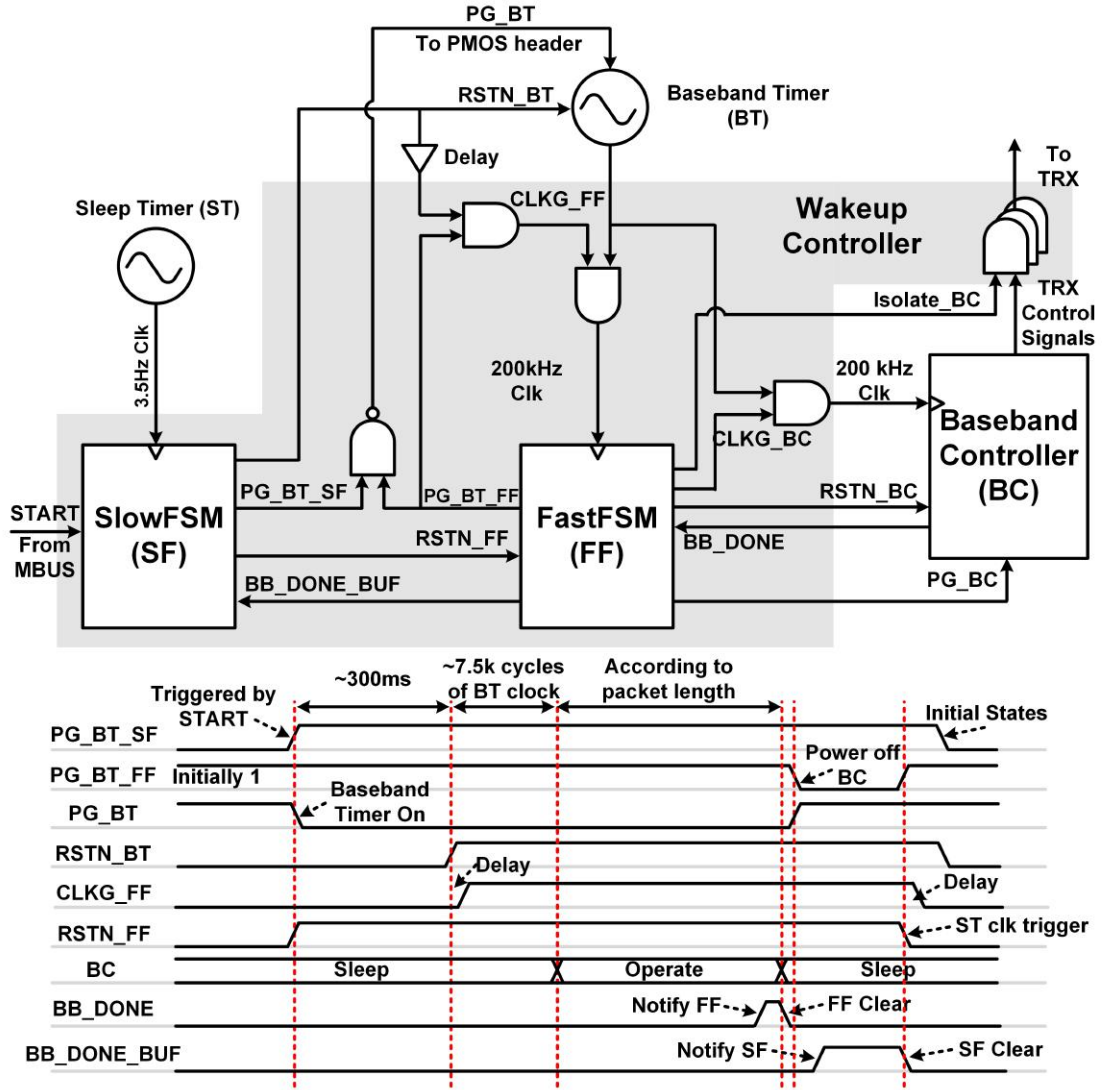 PG_BT
To PMOS header
RSTN_BT
Baseband Timer
(BT)
Delay
To
TRX
CLKG_FF
Wakeup
Controller
Sleep Timer (ST)
Isolate_BC
TRX
Control
Signals
3.5Hz Clk
200kHz
Clk
200 kHz
Clk
CLKG_BC
Baseband
Controller
(BC)
START
From
MBUS
SlowFSM
(SF)
PG_BT_SF
PG_BT_FF
FastFSM
(FF)
RSTN_BC
RSTN_FF
BB_DONE
BB_DONE_BUF
PG_BC
~300ms
~7.5k cycles
of BT clock
According to
packet length
Triggered by
START
Initial States
PG_BT_SF
Power off
BC
PG_BT_FF
Initially 1
Baseband
Timer On
PG_BT
RSTN_BT
Delay
CLKG_FF
Delay
RSTN_FF
ST clk trigger
BC
Sleep
Operate
Sleep
BB_DONE
Notify FF
FF Clear
BB_DONE_BUF
Notify SF
SF Clear